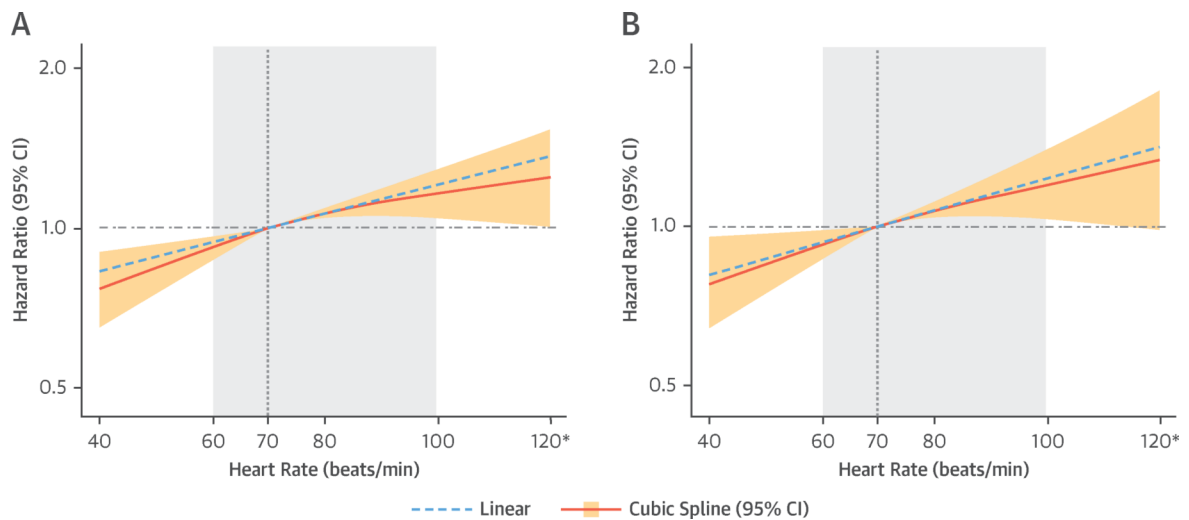 A
Hazard Ratio (95% CI)
2.0
1.0
0.5
40 60 70 80 100 120*
Heart Rate (beats/min)
B
Hazard Ratio (95% CI)
2.0
1.0
0.5
40 60 70 80 100 120*
Heart Rate (beats/min)
Linear Cubic Spline (95% CI)